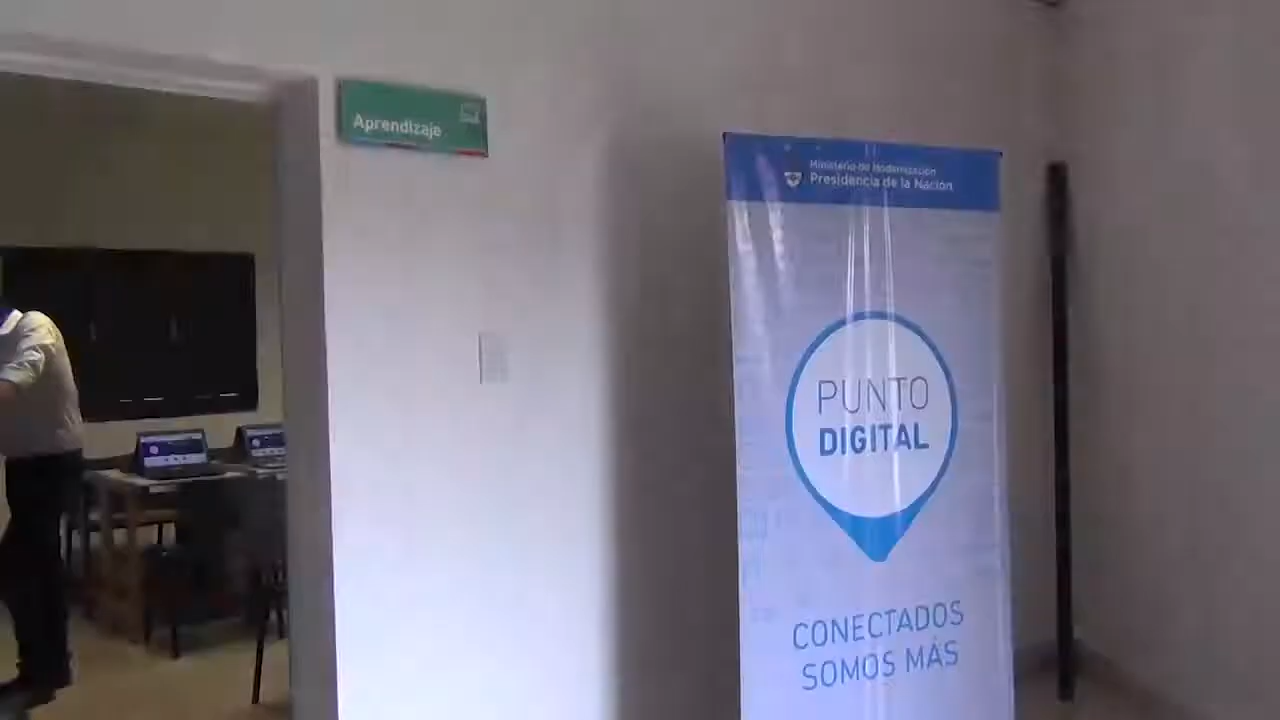 Aprendizaje
Ministerio de Modernización
Presidencia de la Nación
PUNTO
DIGITAL
CONECTADOS
SOMOS MÁS